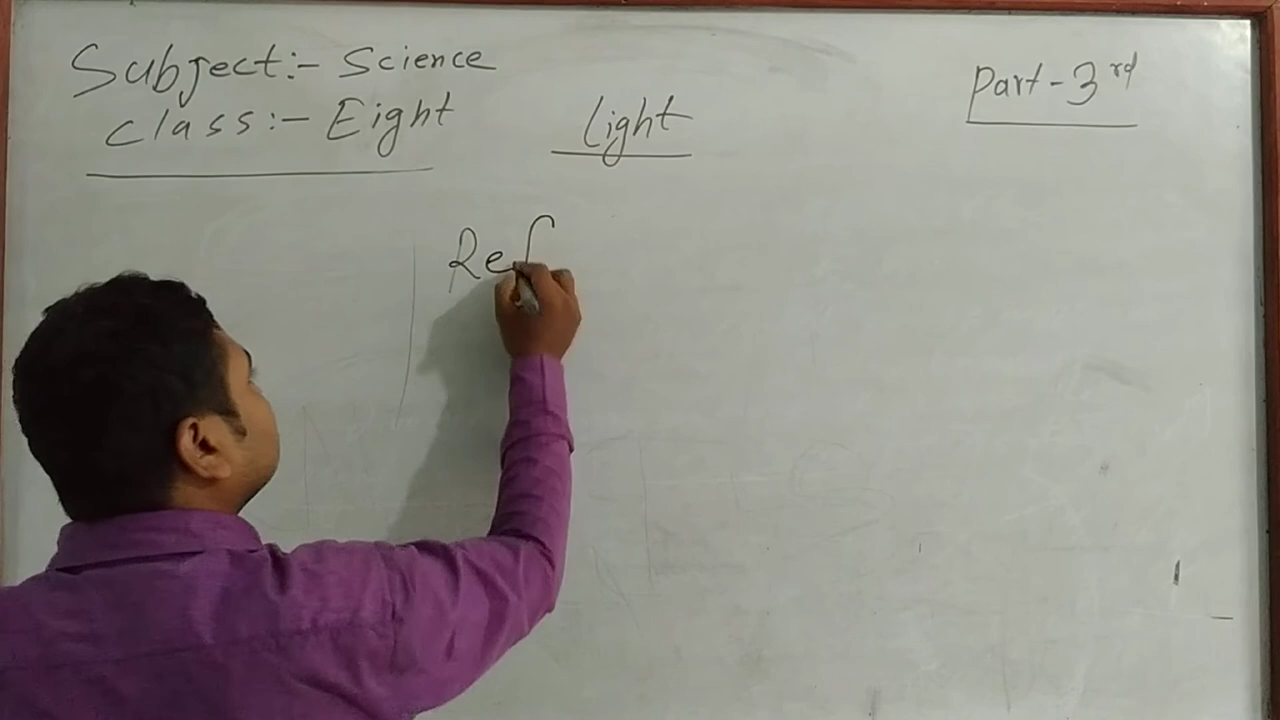 Subject:- Science
Part - 3rd
Class:- Eight
Light
Ref